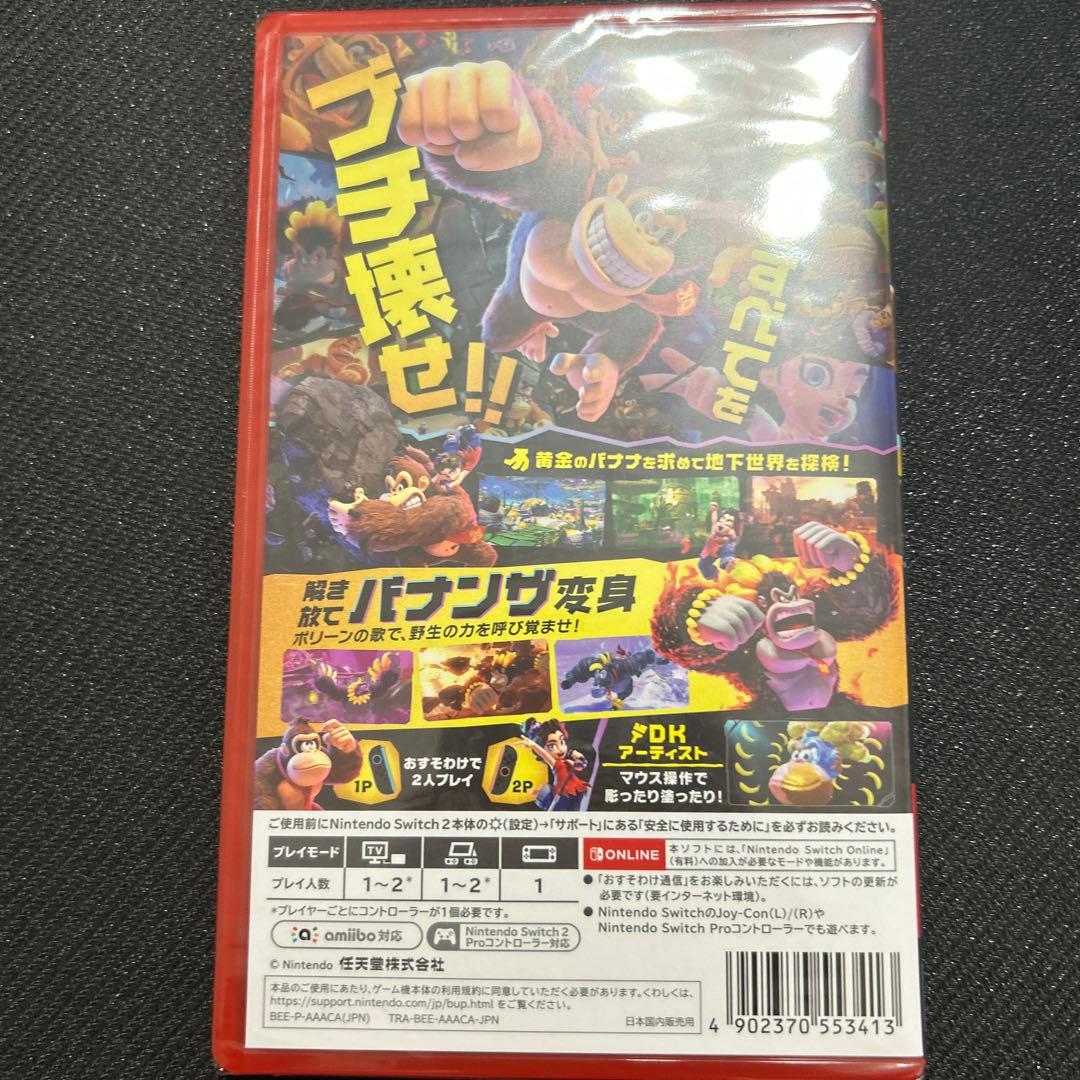 すべてを
ブチ壊せ!!
黄金のバナナを求めて地下世界を探検!
解き
放て
バナンザ変身
ポリーンの歌で、野生の力を呼び覚ませ!
1P
おすそわけで
2人プレイ
2P
DK
アーティスト
マウス操作で
彫ったり塗ったり!
ご使用前にNintendo Switch 2本体の(設定)→「サポート」にある「安全に使用するために」を必ずお読みください。
プレイモード
TV
プレイ人数
1~2*
1~2*
1
*プレイヤーごとにコントローラーが1個必要です。
ONLINE
本ソフトには、「Nintendo Switch Online」
(有料)への加入が必要なモードや機能があります。
●「おすそわけ通信」をお楽しみいただくには、ソフトの更新が
必要です(要インターネット環境)。
●Nintendo SwitchのJoy-Con(L)/(R)や
Nintendo Switch Proコントローラーでも遊べます。
amiibo対応
Nintendo Switch 2
Proコントローラー対応
© Nintendo 任天堂株式会社
本品のご使用にあたり、ゲーム機本体の利用規約に同意していただく必要があります。くわしくは、
https://support.nintendo.com/jp/bup.html をご覧ください。
BEE-P-AAACA(JPN) TRA-BEE-AAACA-JPN 日本国内販売用
4 902370 553413